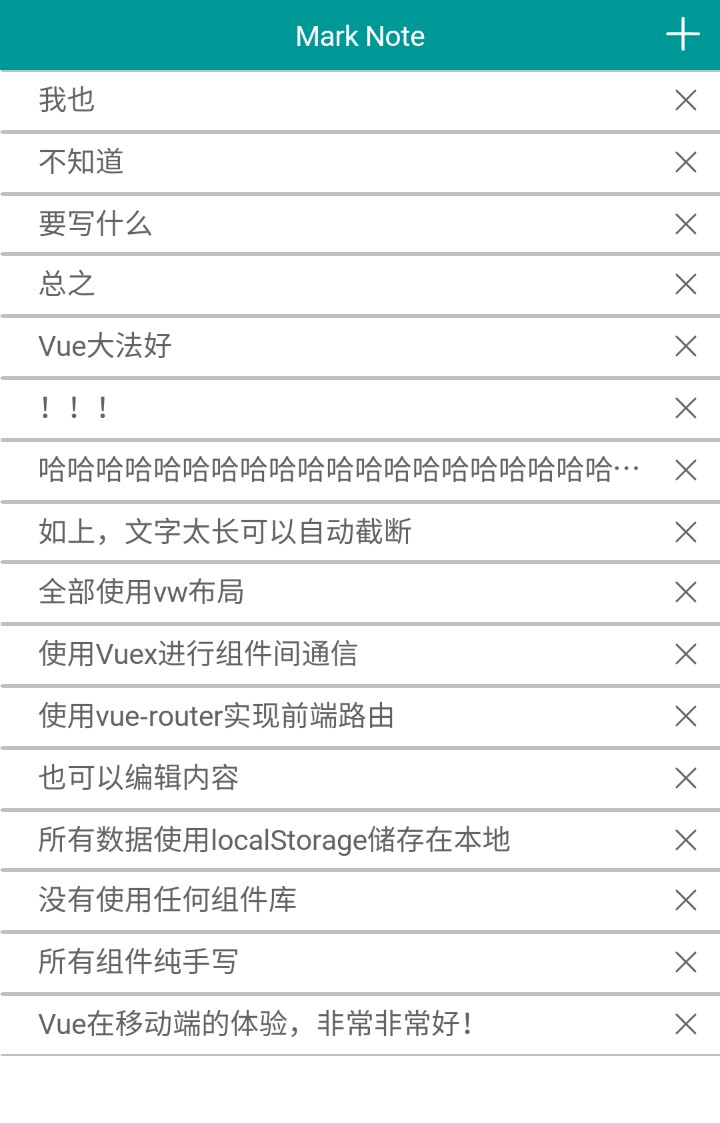 Mark Note
我也
不知道
要写什么
总之
Vue大法好
！！！
哈哈哈哈哈哈哈哈哈哈哈哈哈哈哈哈哈哈哈哈…
如上，文字太长可以自动截断
全部使用vw布局
使用Vuex进行组件间通信
使用vue-router实现前端路由
也可以编辑内容
所有数据使用localStorage储存在本地
没有使用任何组件库
所有组件纯手写
Vue在移动端的体验，非常非常好！